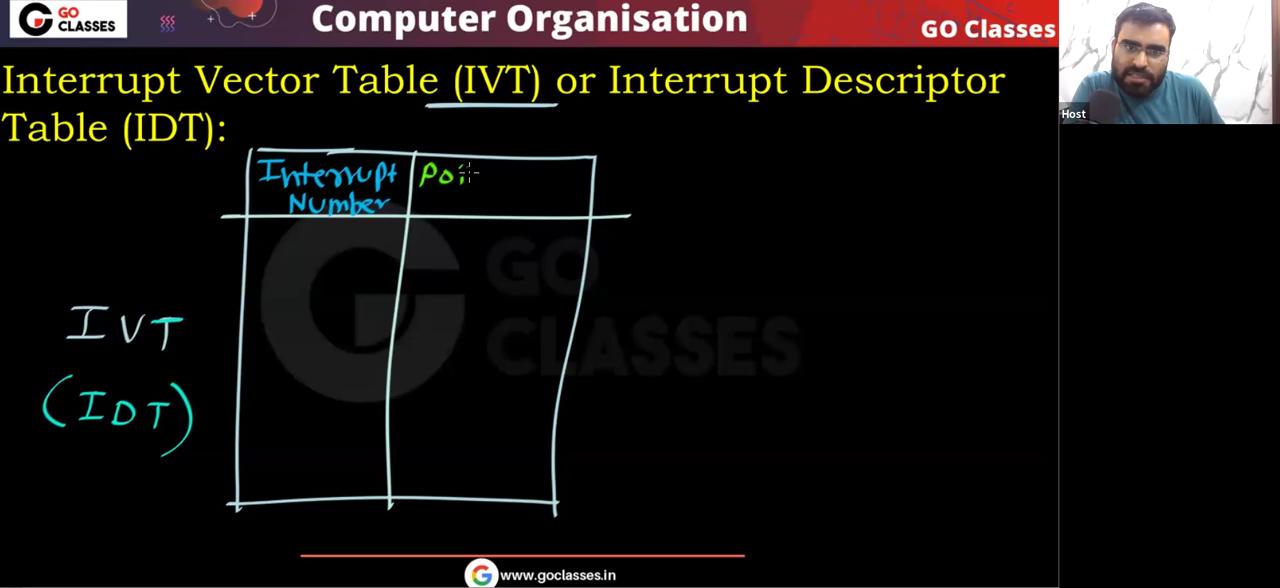 GO
CLASSES
Computer Organisation
GO Classes
Interrupt Vector Table (IVT) or Interrupt Descriptor
Table (IDT):
Host
Interrupt
Number
Poi
GO
CLASSES
IVT
(IDT)
www.goclasses.in